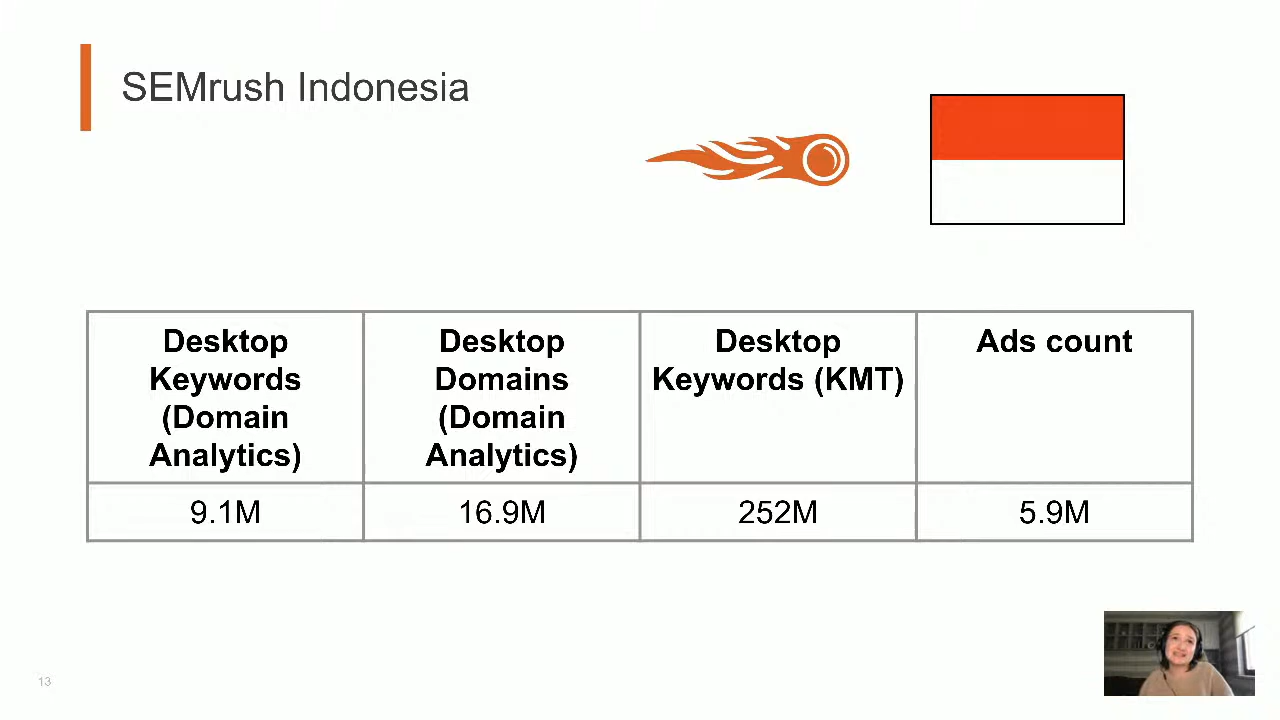 SEMrush Indonesia
Desktop
Keywords
(Domain
Analytics)
Desktop
Domains
(Domain
Analytics)
Desktop
Keywords (KMT)
Ads count
9.1M
16.9M
252M
5.9M
13